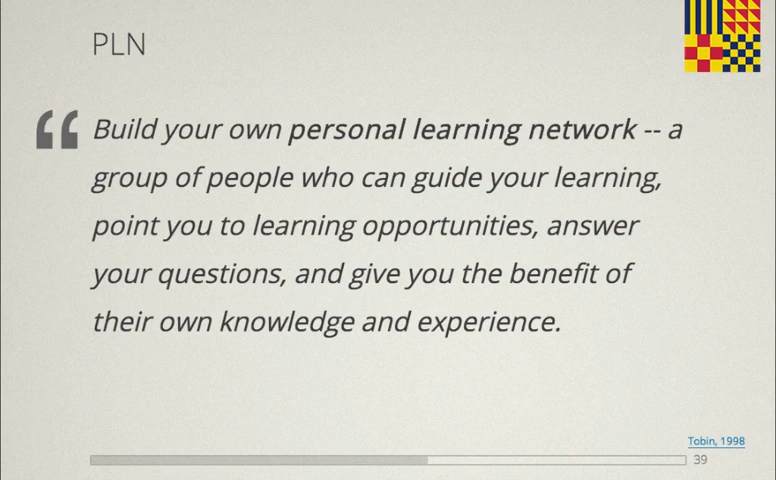 PLN
“
Build your own personal learning network -- a
group of people who can guide your learning,
point you to learning opportunities, answer
your questions, and give you the benefit of
their own knowledge and experience.
Tobin, 1998
39